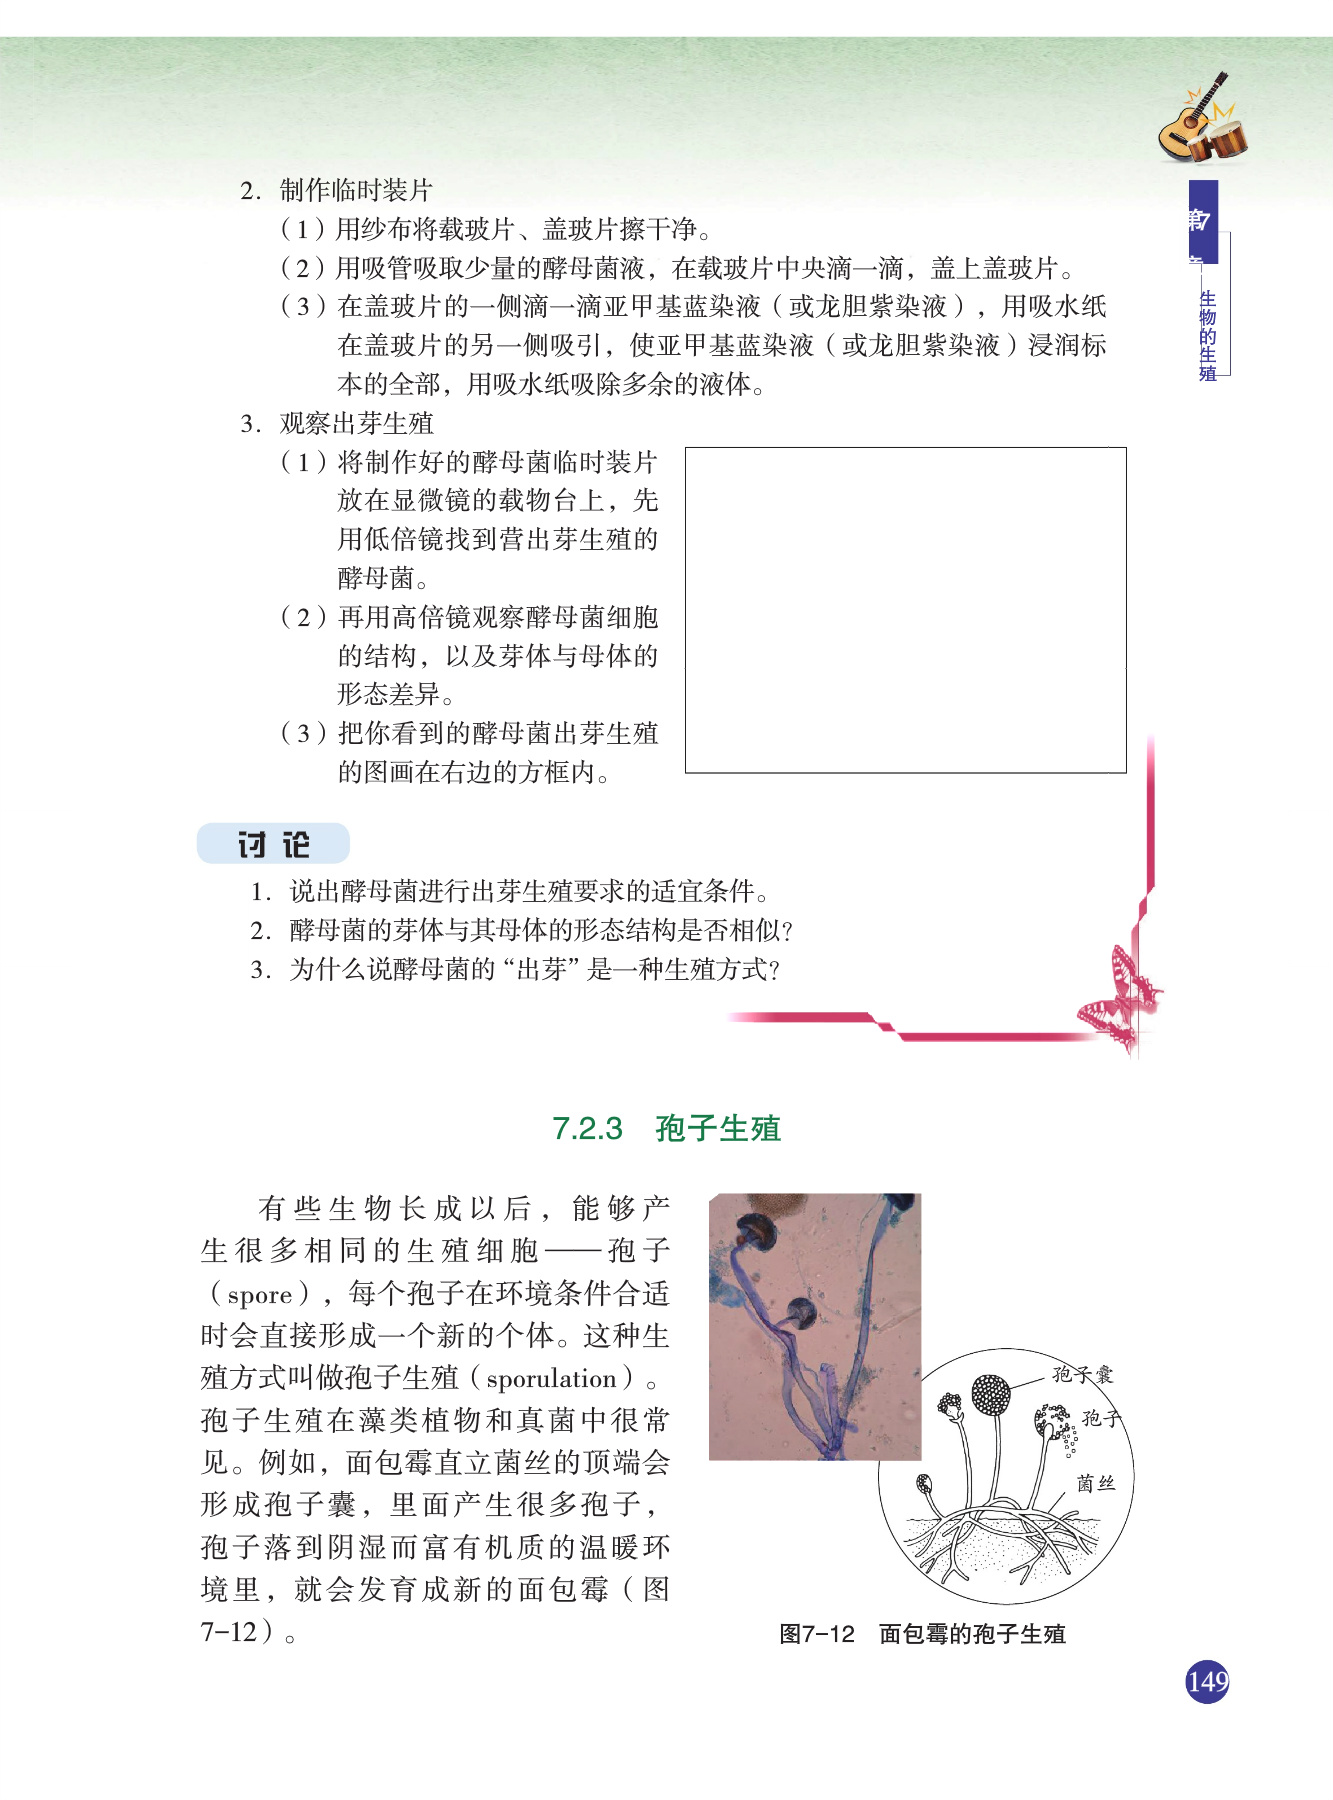 第7章
生物的生殖
2. 制作临时装片
（1）用纱布将载玻片、盖玻片擦干净。
（2）用吸管吸取少量的酵母菌液，在载玻片中央滴一滴，盖上盖玻片。
（3）在盖玻片的一侧滴一滴亚甲基蓝染液（或龙胆紫染液），用吸水纸
在盖玻片的另一侧吸引，使亚甲基蓝染液（或龙胆紫染液）浸润标
本的全部，用吸水纸吸除多余的液体。
3. 观察出芽生殖
（1）将制作好的酵母菌临时装片
放在显微镜的载物台上，先
用低倍镜找到营出芽生殖的
酵母菌。
（2）再用高倍镜观察酵母菌细胞
的结构，以及芽体与母体的
形态差异。
（3）把你看到的酵母菌出芽生殖
的图画在右边的方框内。
讨 论
1. 说出酵母菌进行出芽生殖要求的适宜条件。
2. 酵母菌的芽体与其母体的形态结构是否相似？
3. 为什么说酵母菌的“出芽”是一种生殖方式？
7.2.3 孢子生殖
有些生物长成以后，能够产
生很多相同的生殖细胞——孢子
（spore），每个孢子在环境条件合适
时会直接形成一个新的个体。这种生
殖方式叫做孢子生殖（sporulation）。
孢子生殖在藻类植物和真菌中很常
见。例如，面包霉直立菌丝的顶端会
形成孢子囊，里面产生很多孢子，
孢子落到阴湿而富有机质的温暖环
境里，就会发育成新的面包霉（图
7-12）。
孢子囊
孢子
菌丝
图7-12 面包霉的孢子生殖
149